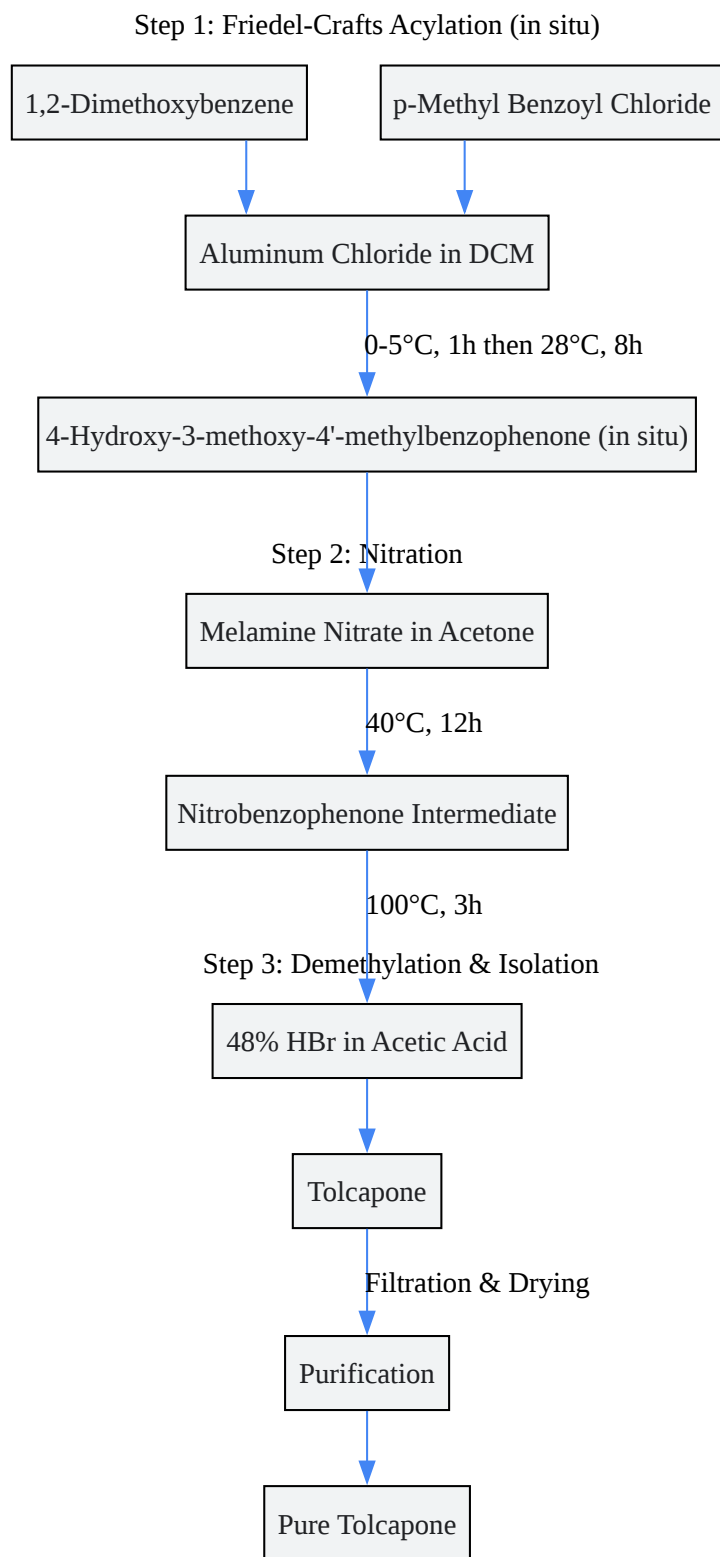 Step 1: Friedel-Crafts Acylation (in situ)
1,2-Dimethoxybenzene
p-Methyl Benzoyl Chloride
Aluminum Chloride in DCM
0-5°C, 1h then 28°C, 8h
4-Hydroxy-3-methoxy-4'-methylbenzophenone (in situ)
Step 2: Nitration
Melamine Nitrate in Acetone
40°C, 12h
Nitrobenzophenone Intermediate
100°C, 3h
Step 3: Demethylation & Isolation
48% HBr in Acetic Acid
Tolcapone
Filtration & Drying
Purification
Pure Tolcapone